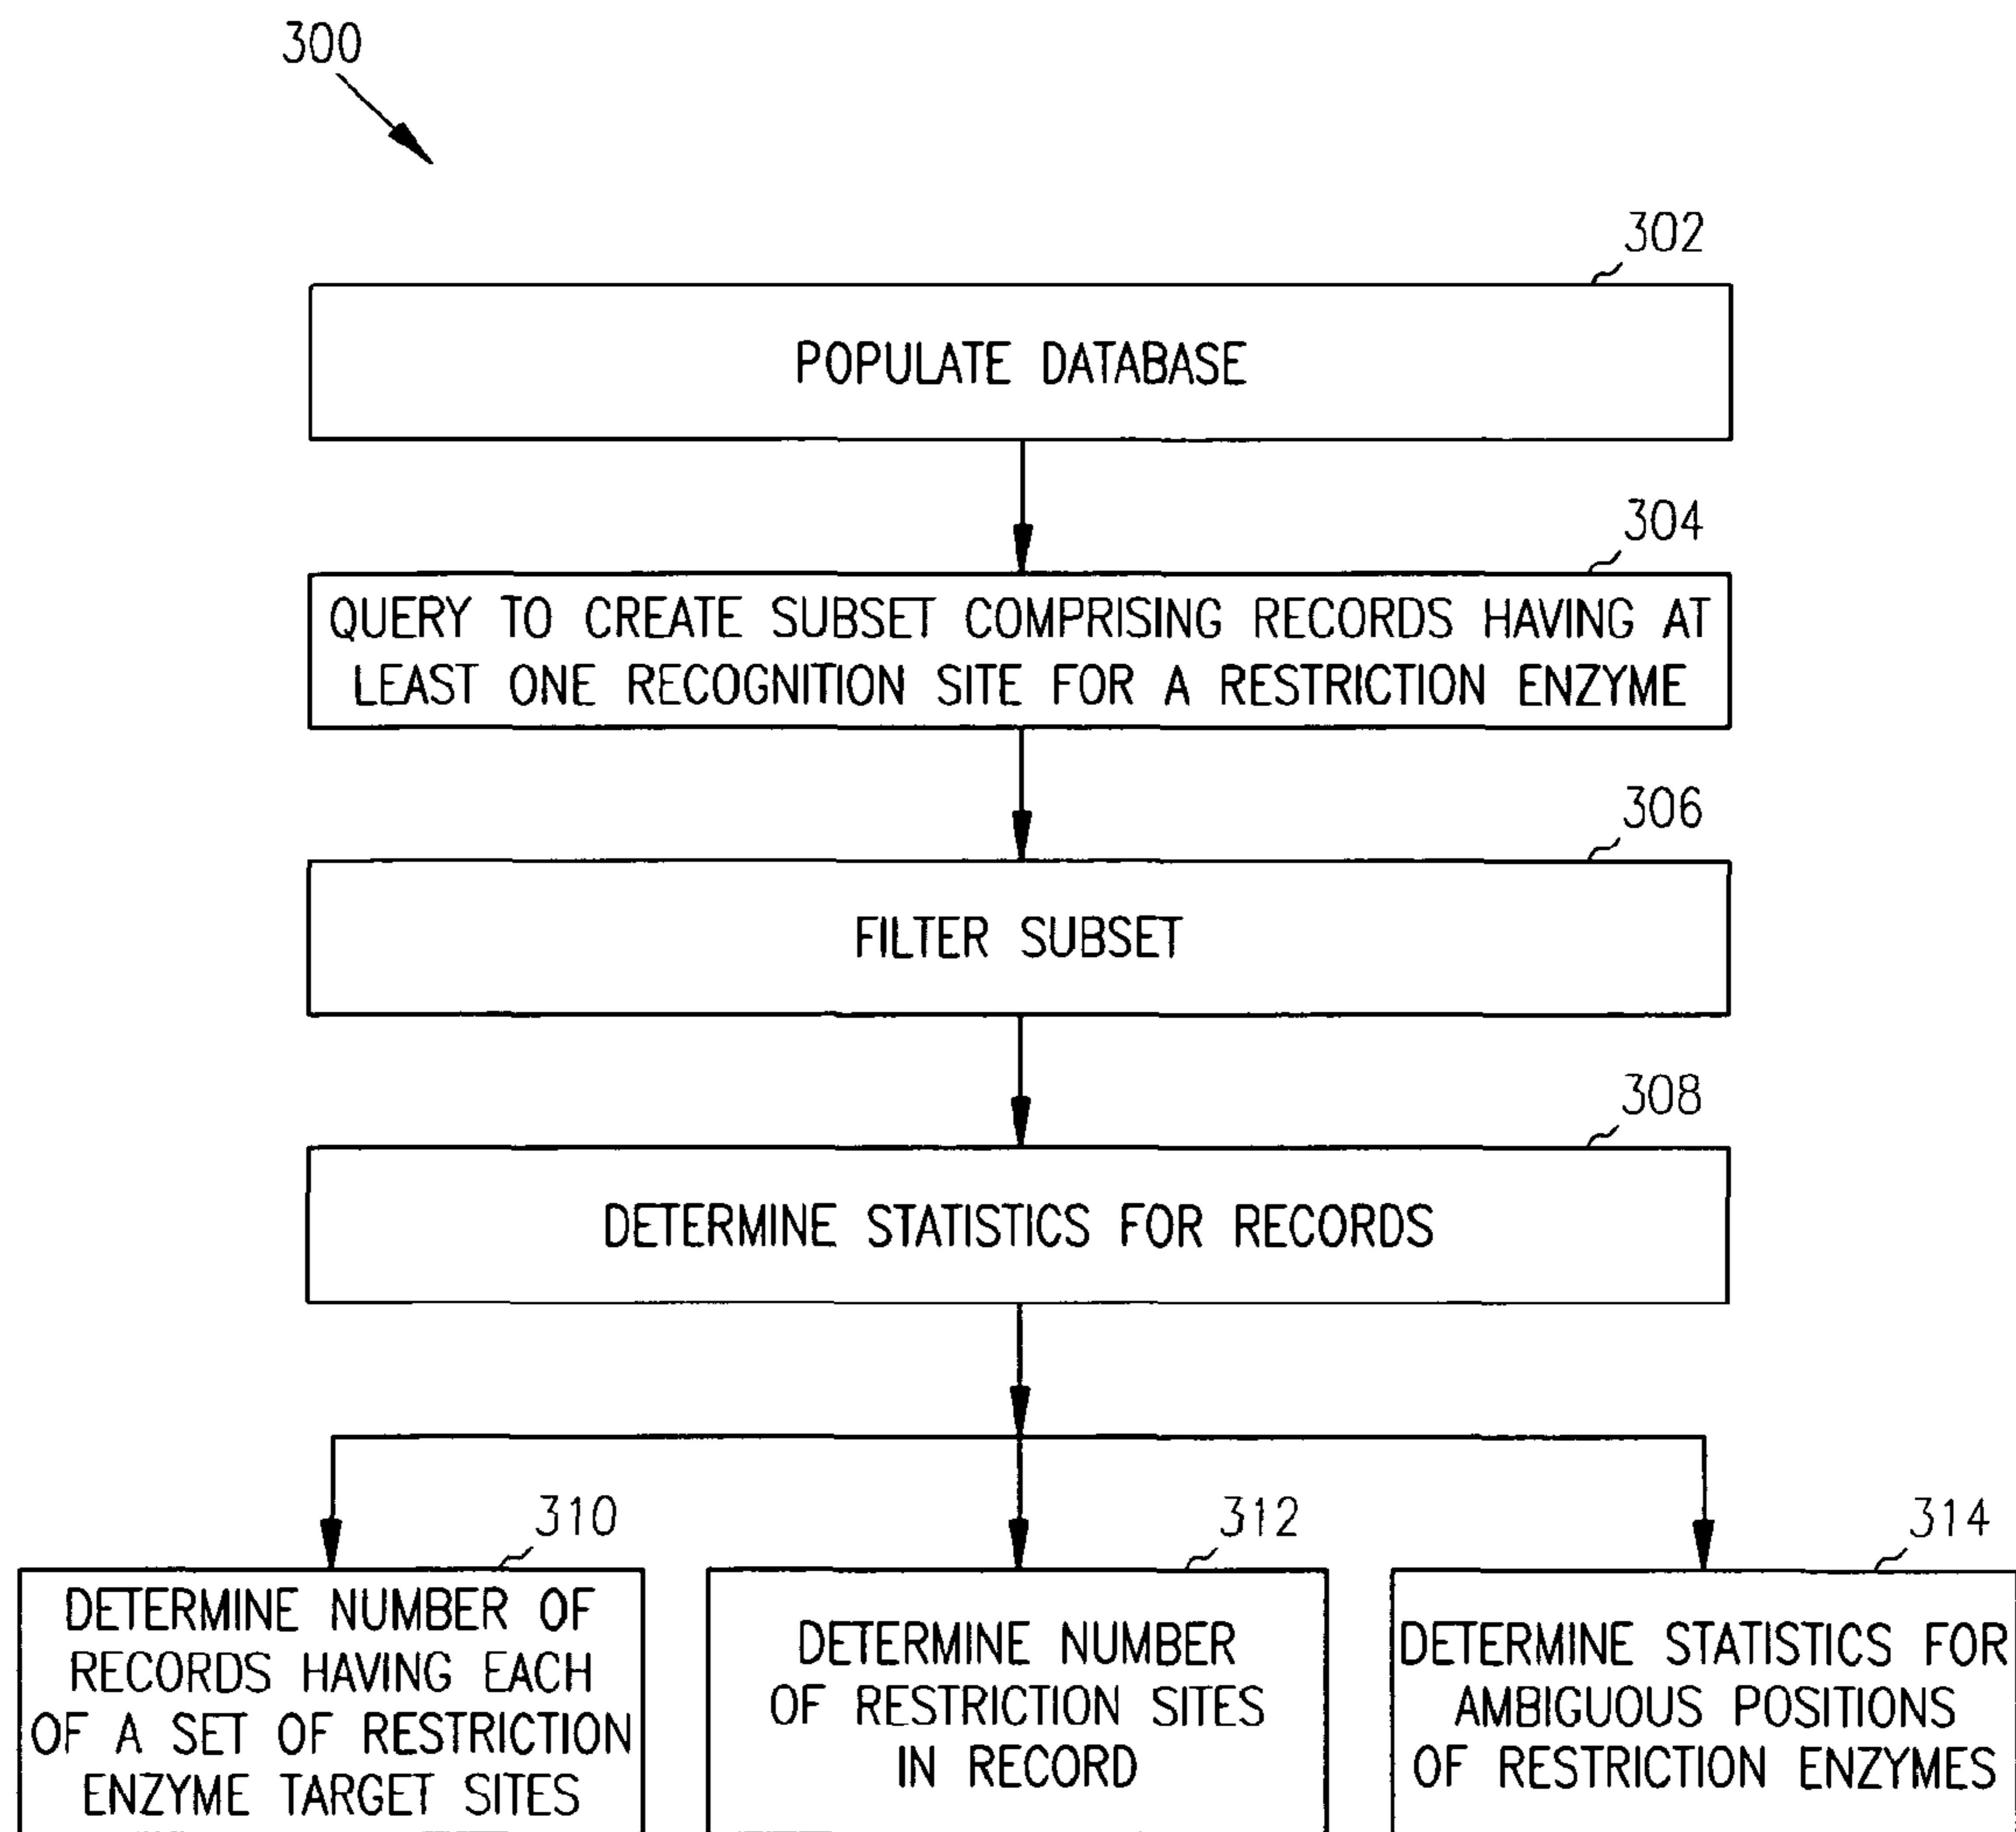 300
302
POPULATE DATABASE
304
QUERY TO CREATE SUBSET COMPRISING RECORDS HAVING AT
LEAST ONE RECOGNITION SITE FOR A RESTRICTION ENZYME
306
FILTER SUBSET
308
DETERMINE STATISTICS FOR RECORDS
310
DETERMINE NUMBER OF
RECORDS HAVING EACH
OF A SET OF RESTRICTION
ENZYME TARGET SITES
312
DETERMINE NUMBER
OF RESTRICTION SITES
IN RECORD
314
DETERMINE STATISTICS FOR
AMBIGUOUS POSITIONS
OF RESTRICTION ENZYMES